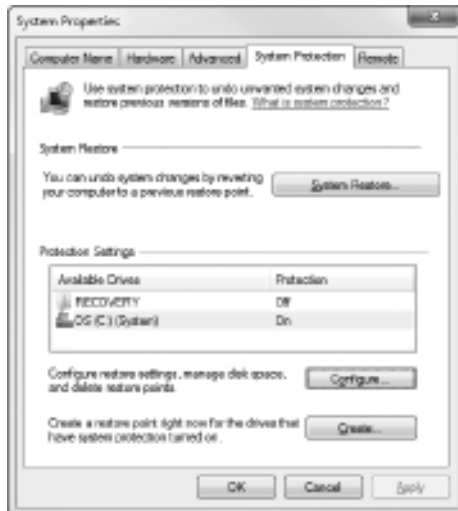 System Properties
Computer Name Hardware Advanced System Protection Remote
Use system protection to undo unwanted system changes and
restore previous versions of files. What is system protection?
System Restore
You can undo system changes by reverting
your computer to a previous restore point.
System Restore...
Protection Settings
Available Drives Protection
RECOVERY Off
OS (C:) (System) On
Configure restore settings, manage disk space,
and delete restore points.
Configure...
Create a restore point right now for the drives that
have system protection turned on.
Create...
OK Cancel Apply